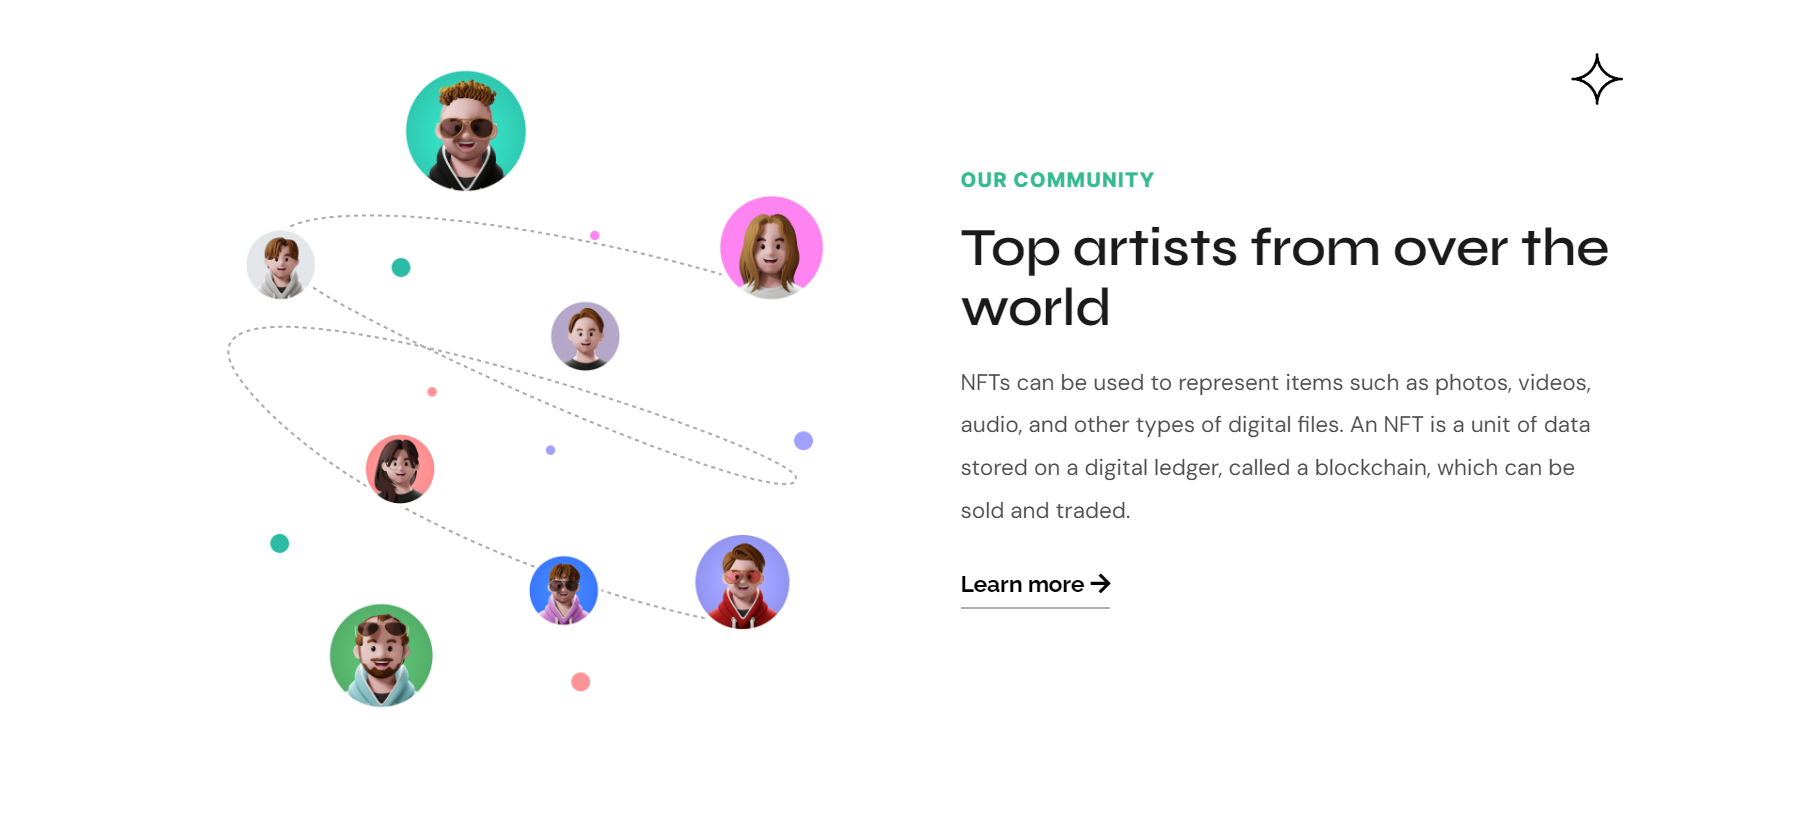 OUR COMMUNITY
Top artists from over the
world
NFTs can be used to represent items such as photos, videos,
audio, and other types of digital files. An NFT is a unit of data
stored on a digital ledger, called a blockchain, which can be
sold and traded.
Learn more